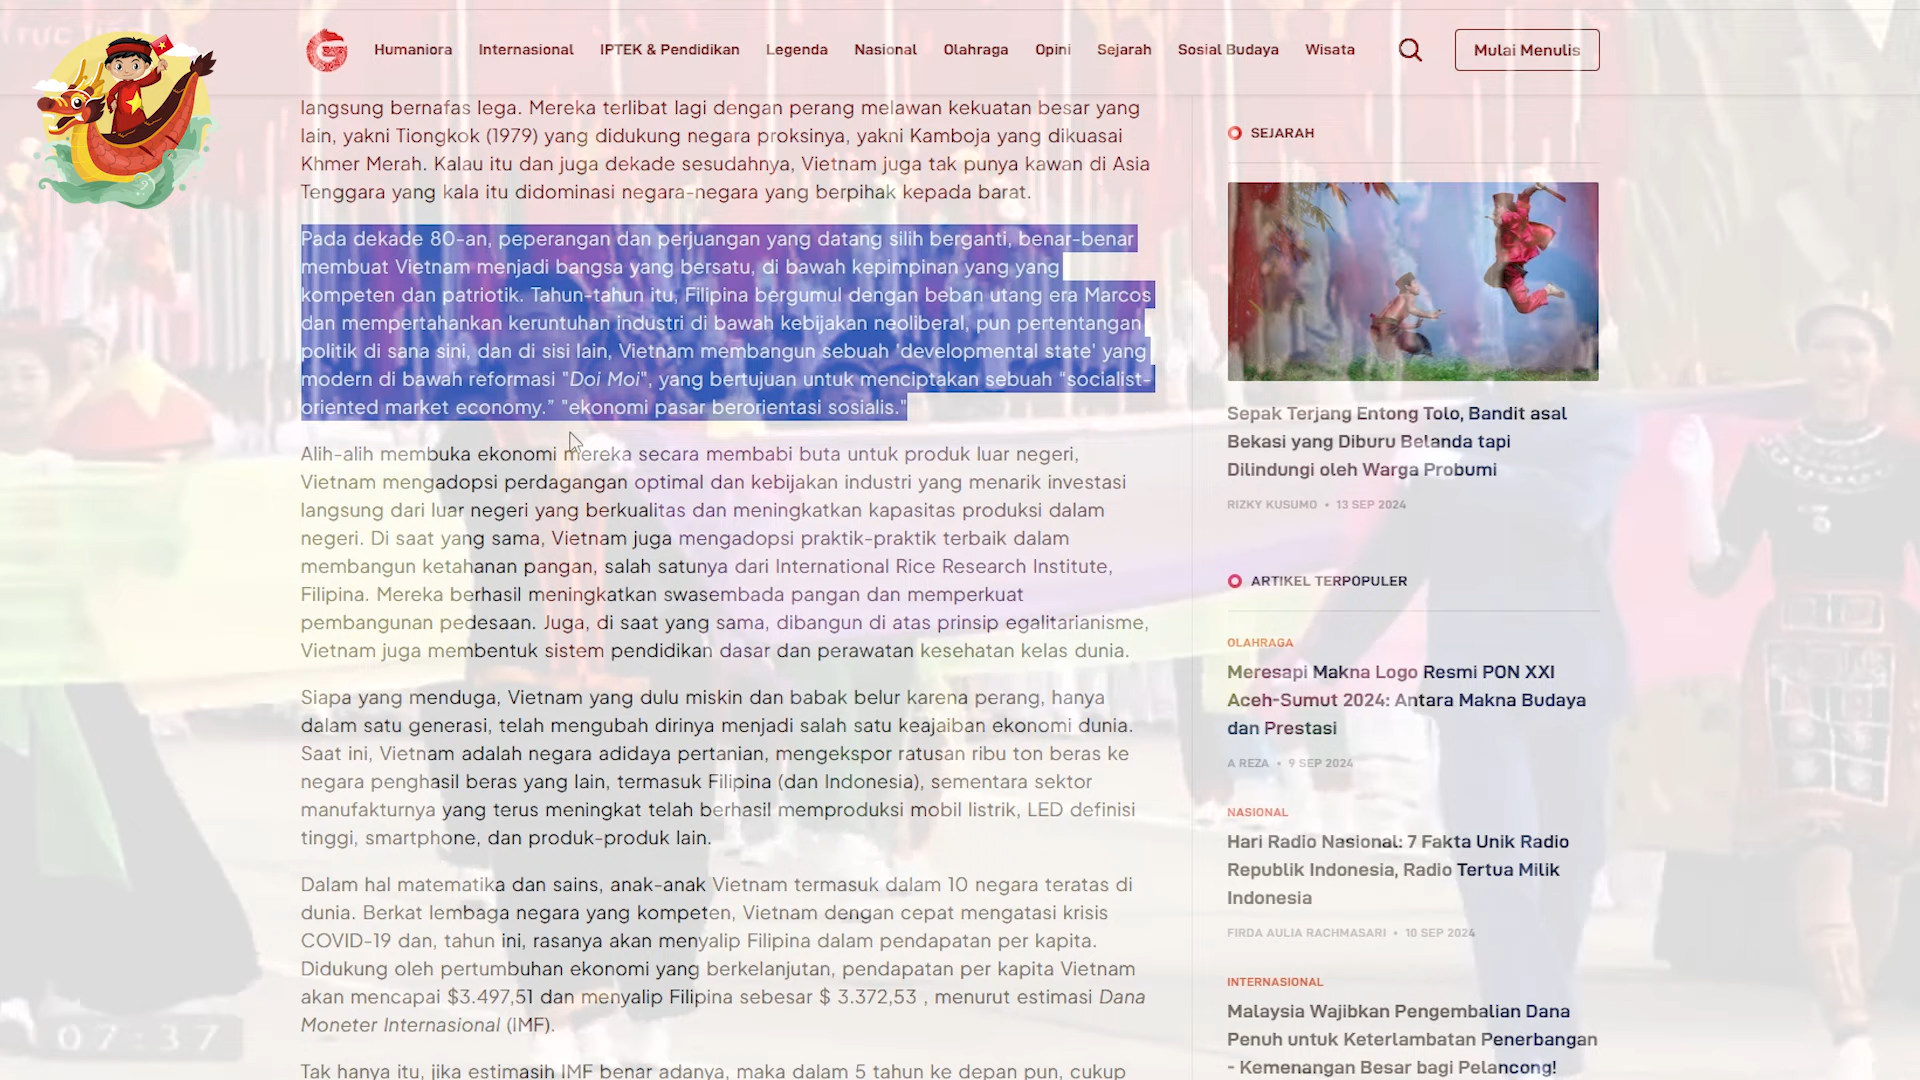 Humaniora Internasional IPTEK & Pendidikan Legenda Nasional Olahraga Opini Sejarah Sosial Budaya Wisata Mulai Menulis
langsung bernafas lega. Mereka terlibat lagi dengan perang melawan kekuatan besar yang
lain, yakni Tiongkok (1979) yang didukung negara proksinya, yakni Kamboja yang dikuasai
Khmer Merah. Kalau itu dan juga dekade sesudahnya, Vietnam juga tak punya kawan di Asia
Tenggara yang kala itu didominasi negara-negara yang berpihak kepada barat.
Pada dekade 80-an, peperangan dan perjuangan yang datang silih berganti, benar-benar
membuat Vietnam menjadi bangsa yang bersatu, di bawah kepimpinan yang yang
kompeten dan patriotik. Tahun-tahun itu, Filipina bergumul dengan beban utang era Marcos
dan mempertahankan keruntuhan industri di bawah kebijakan neoliberal, pun pertentangan
politik di sana sini, dan di sisi lain, Vietnam membangun sebuah 'developmental state' yang
modern di bawah reformasi "Doi Moi", yang bertujuan untuk menciptakan sebuah “socialist-
oriented market economy.” "ekonomi pasar berorientasi sosialis."
Alih-alih membuka ekonomi mereka secara membabi buta untuk produk luar negeri,
Vietnam mengadopsi perdagangan optimal dan kebijakan industri yang menarik investasi
langsung dari luar negeri yang berkualitas dan meningkatkan kapasitas produksi dalam
negeri. Di saat yang sama, Vietnam juga mengadopsi praktik-praktik terbaik dalam
membangun ketahanan pangan, salah satunya dari International Rice Research Institute,
Filipina. Mereka berhasil meningkatkan swasembada pangan dan memperkuat
pembangunan pedesaan. Juga, di saat yang sama, dibangun di atas prinsip egalitarianisme,
Vietnam juga membentuk sistem pendidikan dasar dan perawatan kesehatan kelas dunia.
Siapa yang menduga, Vietnam yang dulu miskin dan babak belur karena perang, hanya
dalam satu generasi, telah mengubah dirinya menjadi salah satu keajaiban ekonomi dunia.
Saat ini, Vietnam adalah negara adidaya pertanian, mengekspor ratusan ribu ton beras ke
negara penghasil beras yang lain, termasuk Filipina (dan Indonesia), sementara sektor
manufakturnya yang terus meningkat telah berhasil memproduksi mobil listrik, LED definisi
tinggi, smartphone, dan produk-produk lain.
Dalam hal matematika dan sains, anak-anak Vietnam termasuk dalam 10 negara teratas di
dunia. Berkat lembaga negara yang kompeten, Vietnam dengan cepat mengatasi krisis
COVID-19 dan, tahun ini, rasanya akan menyalip Filipina dalam pendapatan per kapita.
Didukung oleh pertumbuhan ekonomi yang berkelanjutan, pendapatan per kapita Vietnam
akan mencapai $3.497,51 dan menyalip Filipina sebesar $ 3.372,53 , menurut estimasi Dana
Moneter Internasional (IMF).
Tak hanya itu, jika estimasih IMF benar adanya, maka dalam 5 tahun ke depan pun, cukup
SEJARAH
Sepak Terjang Entong Tolo, Bandit asal
Bekasi yang Diburu Belanda tapi
Dilindungi oleh Warga Probumi
RIZKY KUSUMO • 13 SEP 2024
ARTIKEL TERPOPULER
OLAHRAGA
Meresapi Makna Logo Resmi PON XXI
Aceh-Sumut 2024: Antara Makna Budaya
dan Prestasi
A REZA • 9 SEP 2024
NASIONAL
Hari Radio Nasional: 7 Fakta Unik Radio
Republik Indonesia, Radio Tertua Milik
Indonesia
FIRDA AULIA RACHMASARI • 10 SEP 2024
INTERNASIONAL
Malaysia Wajibkan Pengembalian Dana
Penuh untuk Keterlambatan Penerbangan
- Kemenangan Besar bagi Pelancong!
07:37